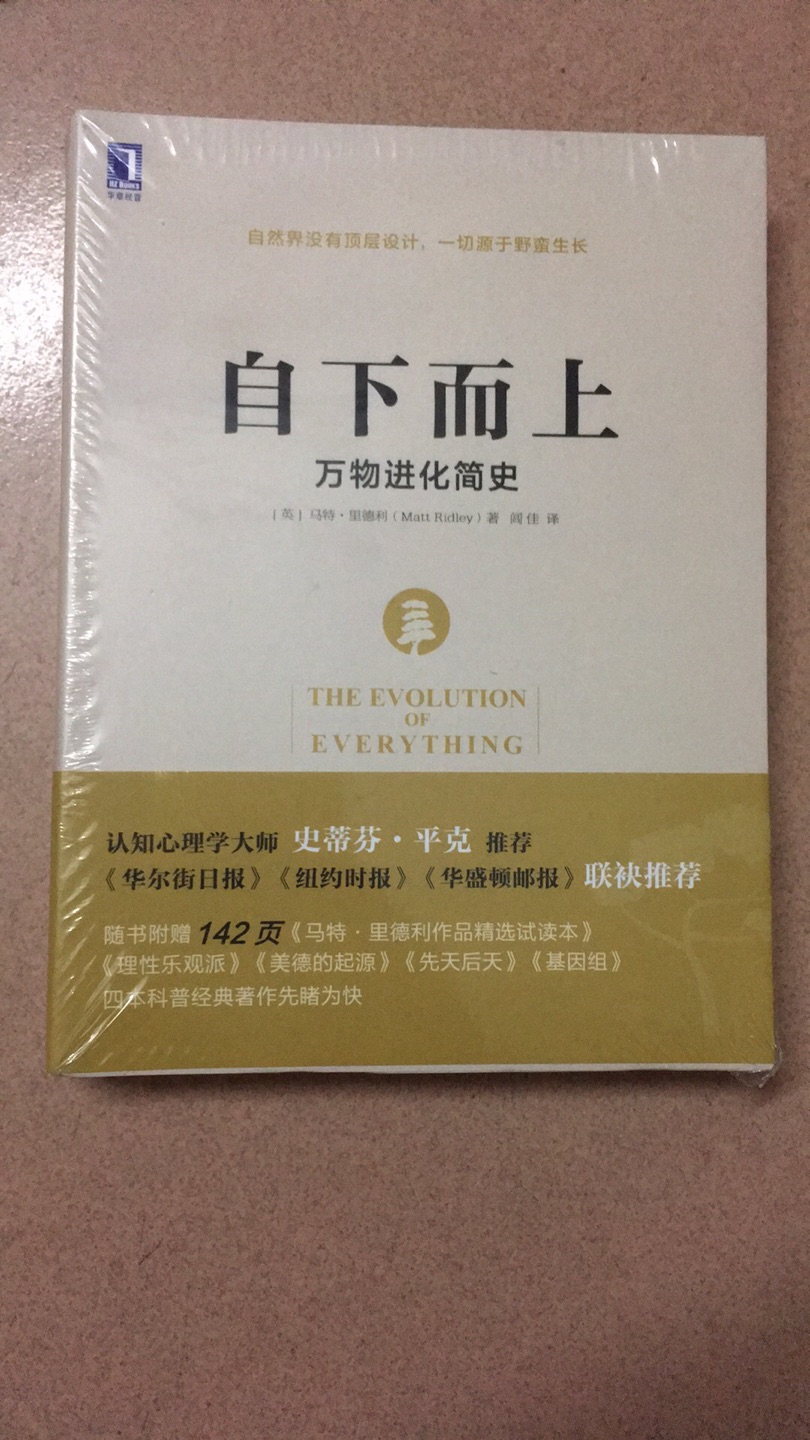 HZ Books
华章经管
自然界没有顶层设计，一切源于野蛮生长
自下而上
万物进化简史
［英］马特·里德利（Matt Ridley）著 闾佳 译
THE EVOLUTION
OF
EVERYTHING
认知心理学大师 史蒂芬·平克 推荐
《华尔街日报》《纽约时报》《华盛顿邮报》联袂推荐
随书附赠 142页《马特·里德利作品精选试读本》
《理性乐观派》《美德的起源》《先天后天》《基因组》
四本科普经典著作先睹为快